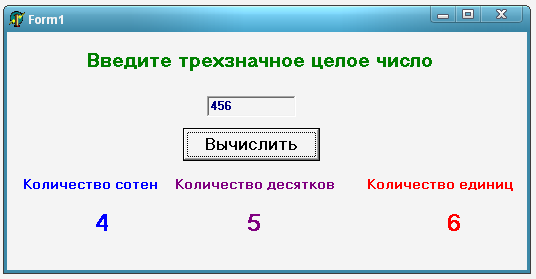 Form1
Введите трехзначное целое число
456
Вычислить
Количество сотен Количество десятков Количество единиц
4 5 6